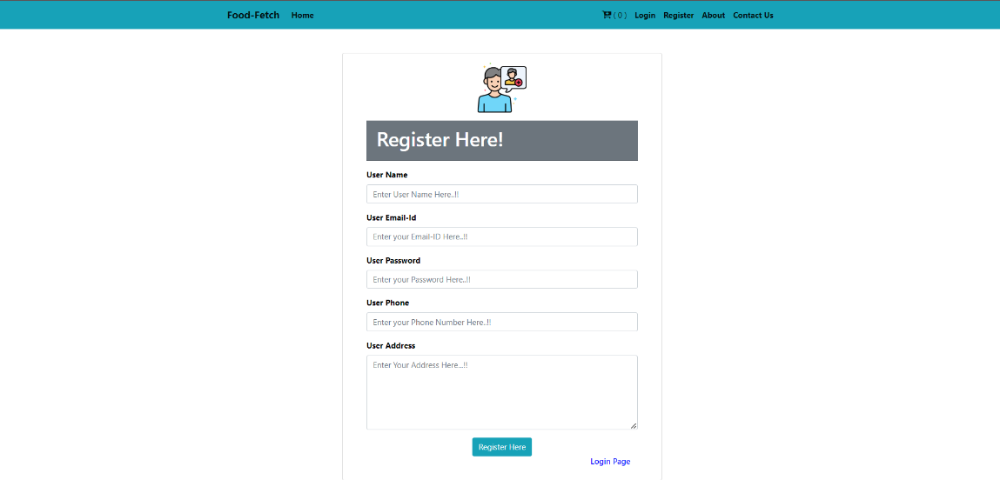 Food-Fetch Home ( 0 ) Login Register About Contact Us
Register Here!
User Name
Enter User Name Here..!!
User Email-Id
Enter your Email-ID Here..!!
User Password
Enter your Password Here..!!
User Phone
Enter your Phone Number Here..!!
User Address
Enter Your Address Here...!!
Register Here
Login Page